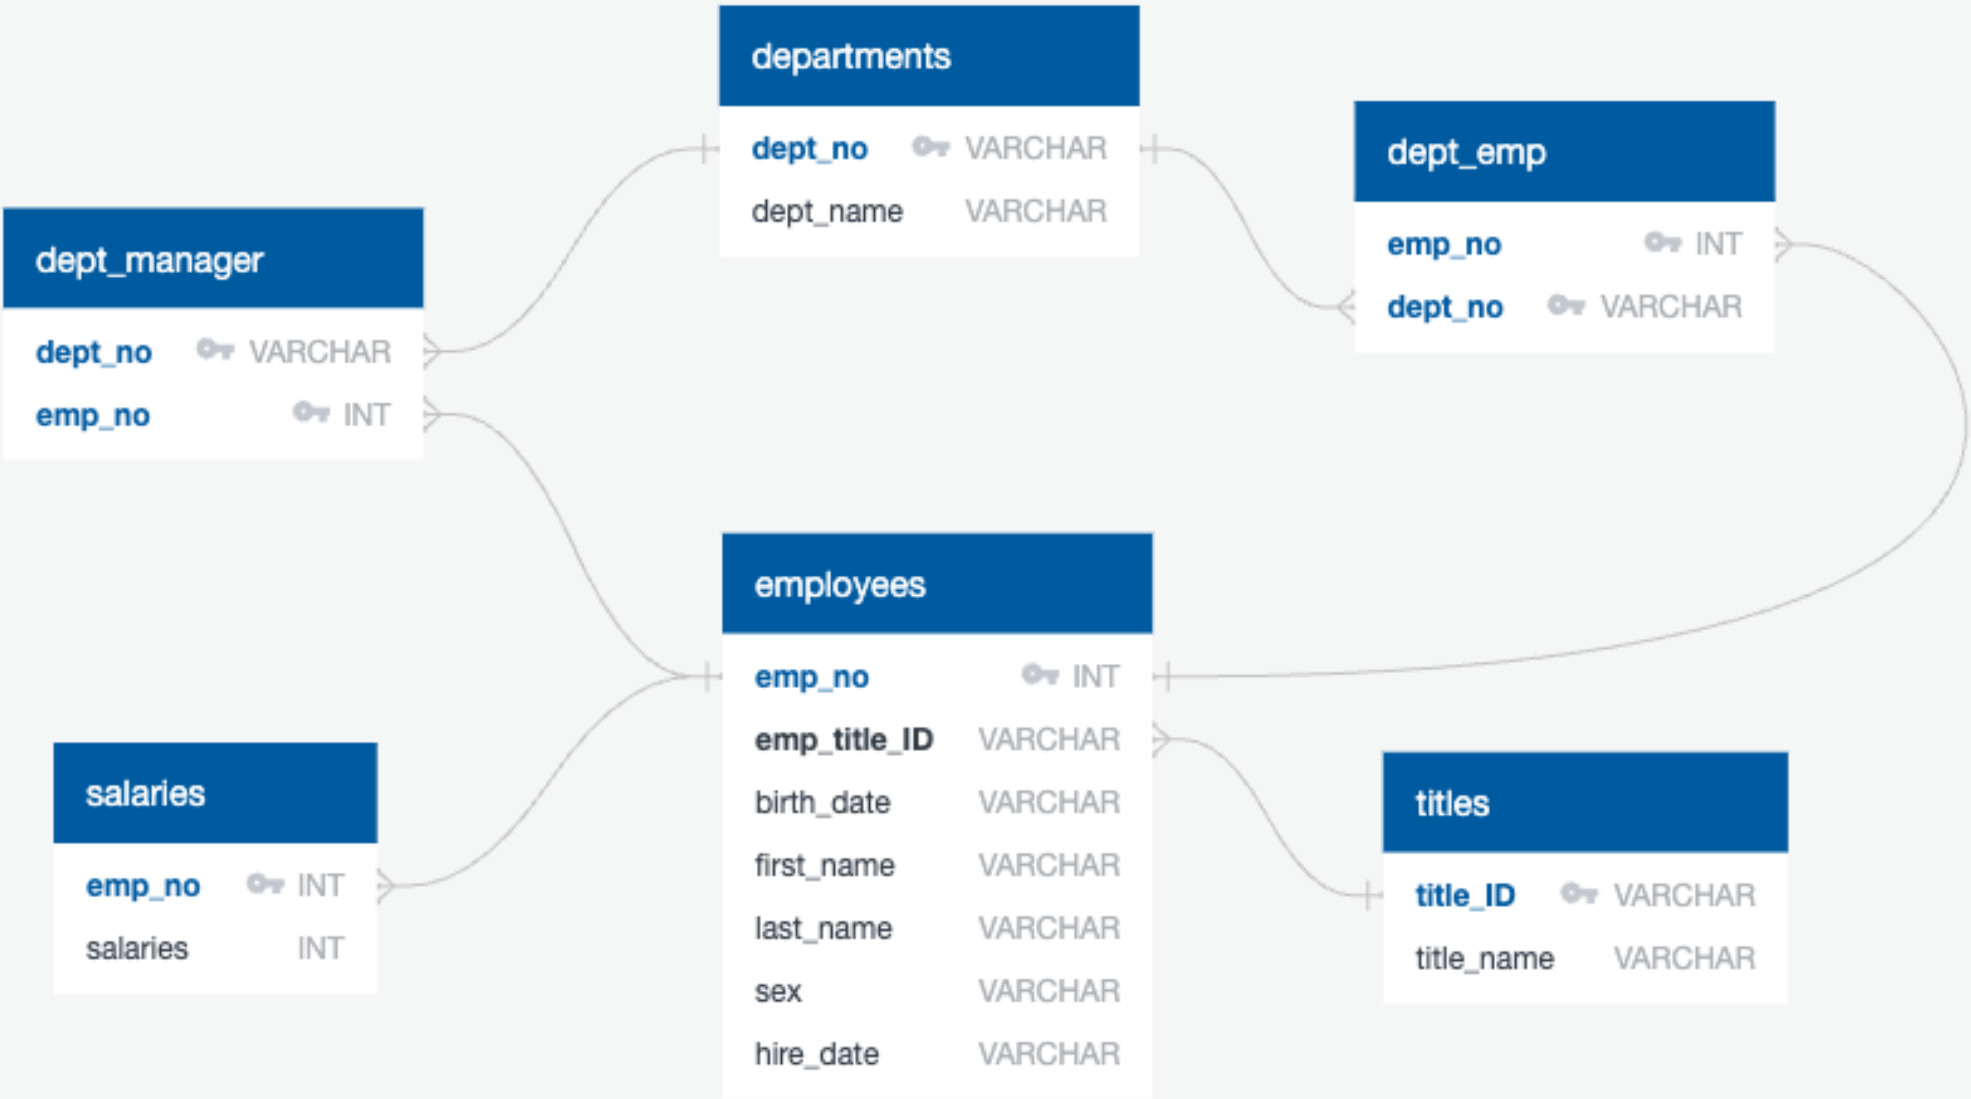 departments
dept_no VARCHAR
dept_name VARCHAR
dept_emp
emp_no INT
dept_no VARCHAR
dept_manager
dept_no VARCHAR
emp_no INT
employees
emp_no INT
emp_title_ID VARCHAR
birth_date VARCHAR
first_name VARCHAR
last_name VARCHAR
sex VARCHAR
hire_date VARCHAR
salaries
emp_no INT
salaries INT
titles
title_ID VARCHAR
title_name VARCHAR